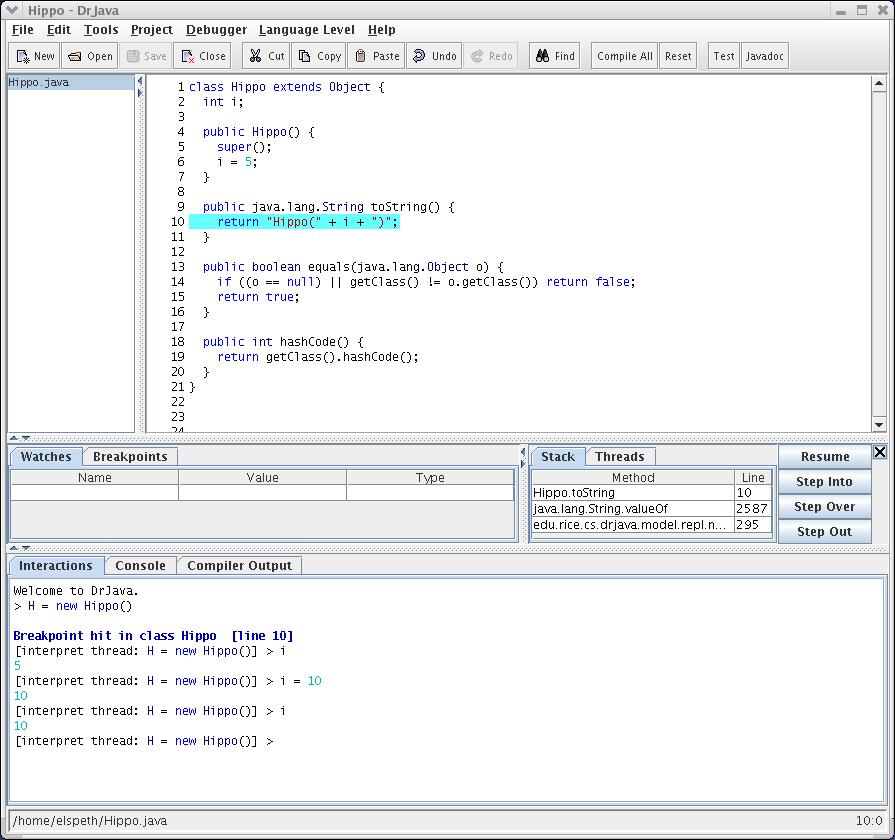 Hippo - DrJava
File Edit Tools Project Debugger Language Level Help
New Open Save Close Cut Copy Paste Undo Redo Find Compile All Reset Test Javadoc
Hippo.java
1 class Hippo extends Object {
2   int i;
3
4   public Hippo() {
5     super();
6     i = 5;
7   }
8
9   public java.lang.String toString() {
10     return "Hippo(" + i + ")";
11   }
12
13   public boolean equals(java.lang.Object o) {
14     if ((o == null) || getClass() != o.getClass()) return false;
15     return true;
16   }
17
18   public int hashCode() {
19     return getClass().hashCode();
20   }
21 }
22
23
24
Watches Breakpoints
Name Value Type
Stack Threads
Method Line
Hippo.toString 10
java.lang.String.valueOf 2587
edu.rice.cs.drjava.model.repl.n... 295
Resume
Step Into
Step Over
Step Out
Interactions Console Compiler Output
Welcome to DrJava.
> H = new Hippo()
Breakpoint hit in class Hippo  [line 10]
[interpret thread: H = new Hippo()] > i
5
[interpret thread: H = new Hippo()] > i = 10
10
[interpret thread: H = new Hippo()] > i
10
[interpret thread: H = new Hippo()] >
/home/elspeth/Hippo.java 10:0